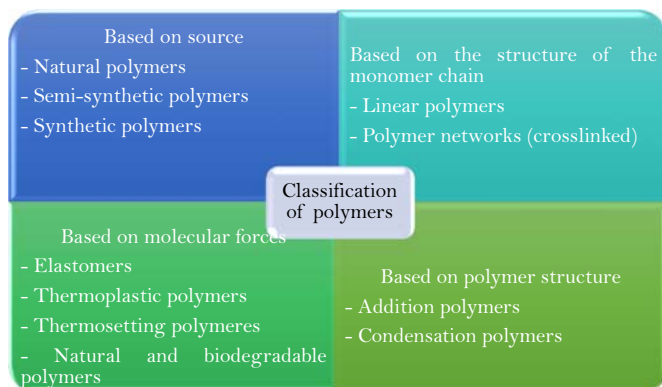 Based on source
- Natural polymers
- Semi-synthetic polymers
- Synthetic polymers
Based on the structure of the
monomer chain
- Linear polymers
- Polymer networks (crosslinked)
Classification
of polymers
Based on molecular forces
- Elastomers
- Thermoplastic polymers
- Thermosetting polymeres
- Natural and biodegradable
polymers
Based on polymer structure
- Addition polymers
- Condensation polymers